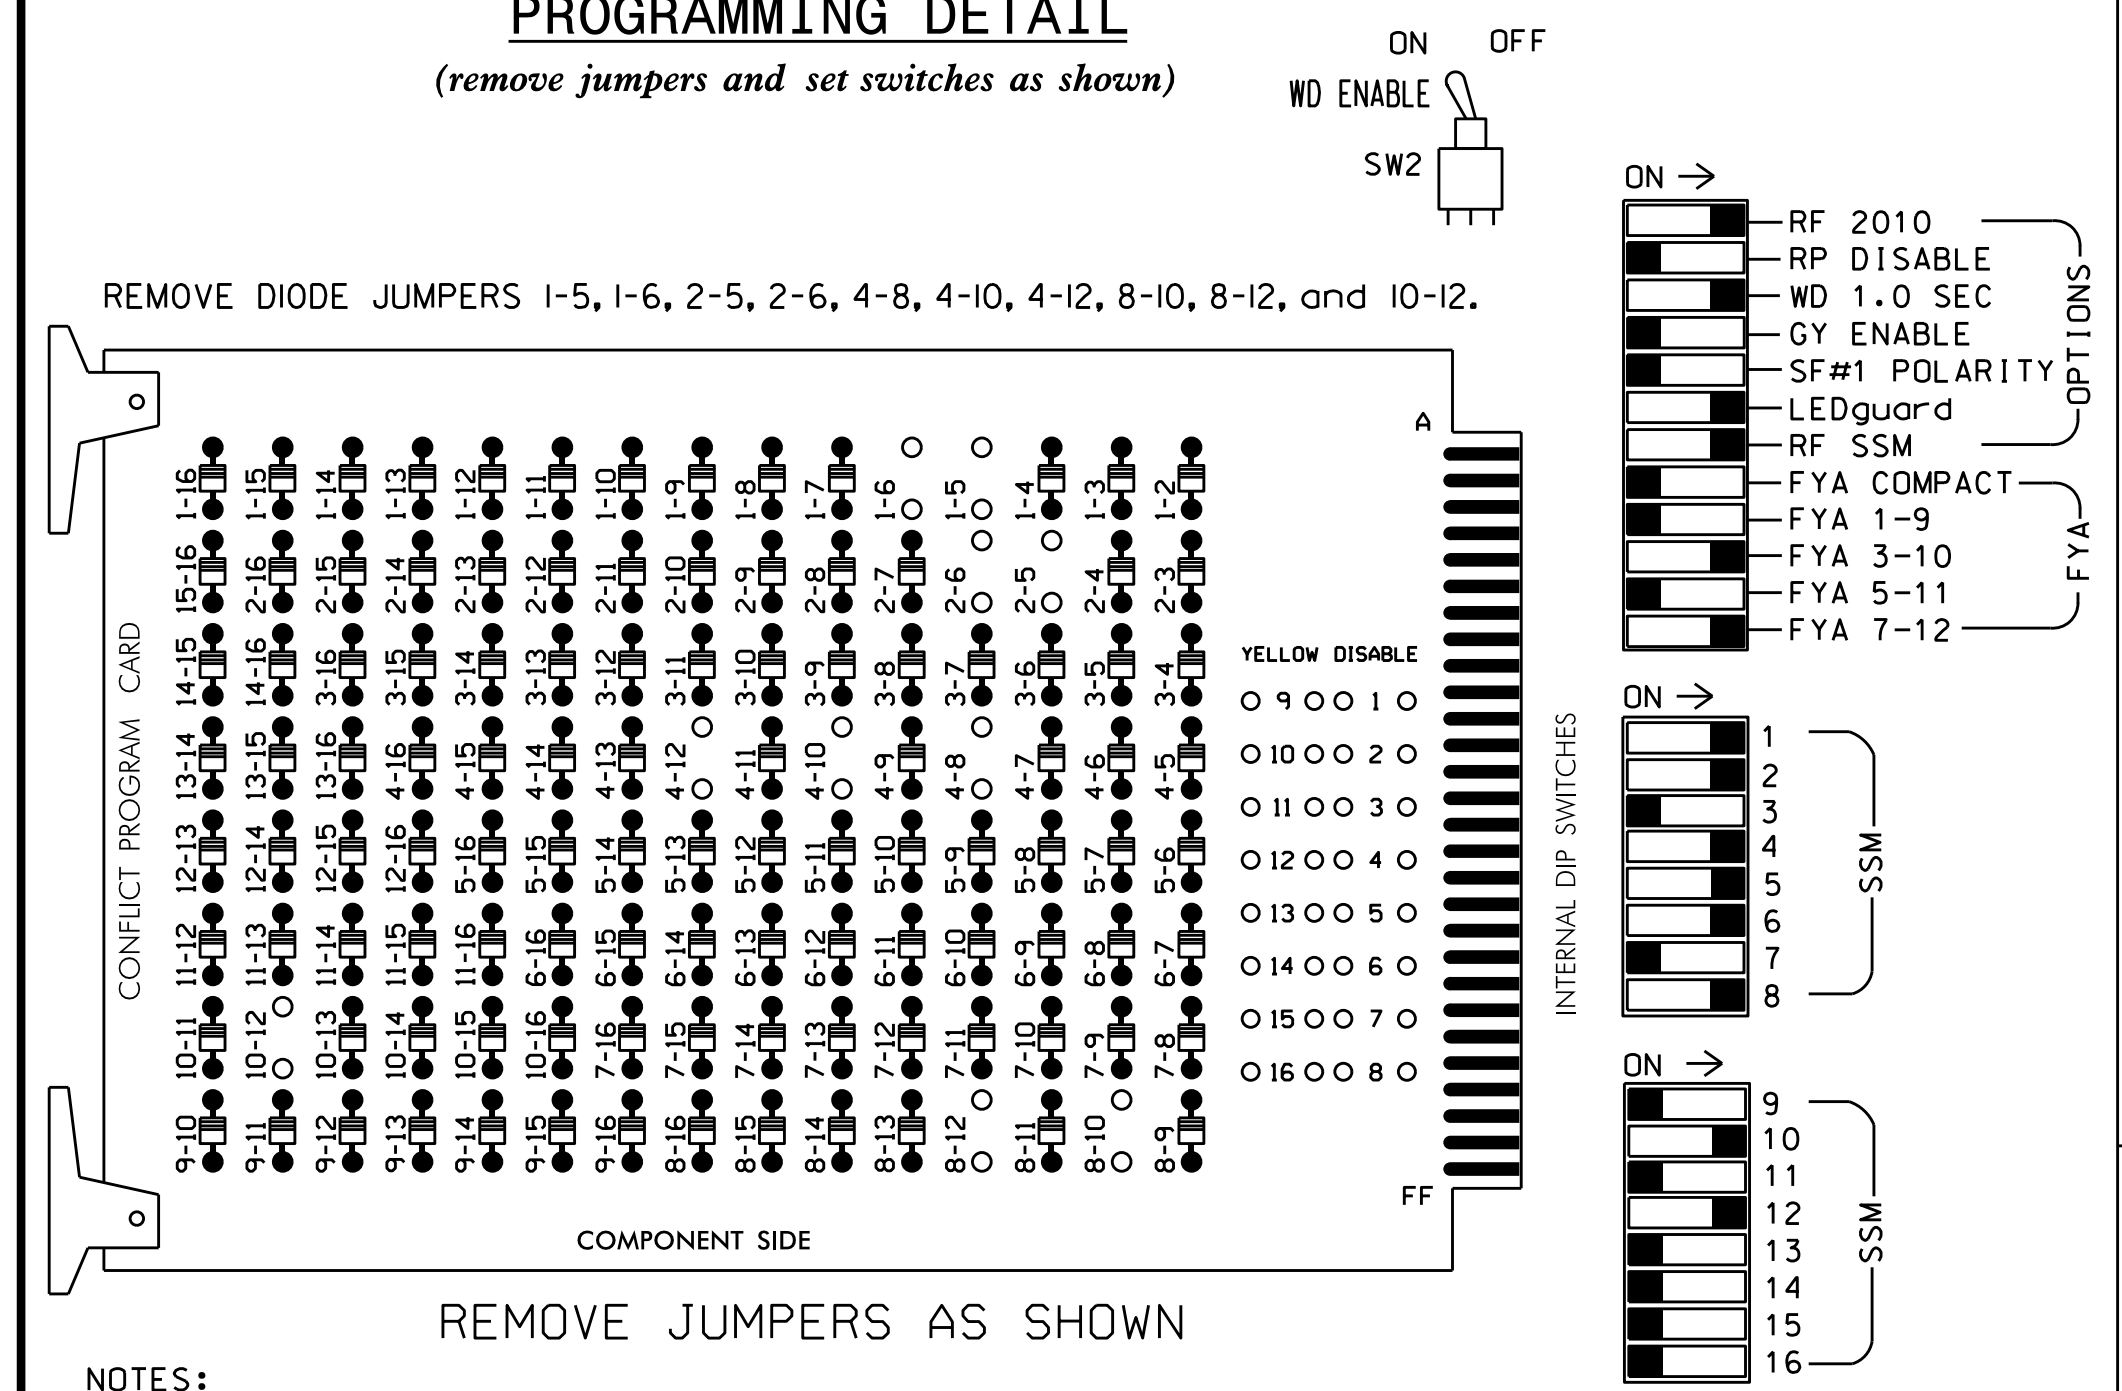 PROGRAMMING DETAIL
(remove jumpers and set switches as shown)
ON OFF
WD ENABLE
SW2
REMOVE DIODE JUMPERS 1-5, 1-6, 2-5, 2-6, 4-8, 4-10, 4-12, 8-10, 8-12, and 10-12.
CONFLICT PROGRAM CARD
1-16 1-15 1-14 1-13 1-12 1-11 1-10 1-9 1-8 1-7 1-6 1-5 1-4 1-3 1-2
15-16 2-16 2-15 2-14 2-13 2-12 2-11 2-10 2-9 2-8 2-7 2-6 2-5 2-4 2-3
14-15 14-16 3-16 3-15 3-14 3-13 3-12 3-11 3-10 3-9 3-8 3-7 3-6 3-5 3-4
13-14 13-15 13-16 4-16 4-15 4-14 4-13 4-12 4-11 4-10 4-9 4-8 4-7 4-6 4-5
12-13 12-14 12-15 12-16 5-16 5-15 5-14 5-13 5-12 5-11 5-10 5-9 5-8 5-7 5-6
11-12 11-13 11-14 11-15 11-16 6-16 6-15 6-14 6-13 6-12 6-11 6-10 6-9 6-8 6-7
10-11 10-12 10-13 10-14 10-15 10-16 7-16 7-15 7-14 7-13 7-12 7-11 7-10 7-9 7-8
9-10 9-11 9-12 9-13 9-14 9-15 9-16 8-16 8-15 8-14 8-13 8-12 8-11 8-10 8-9
A
YELLOW DISABLE
9 1
10 2
11 3
12 4
13 5
14 6
15 7
16 8
FF
COMPONENT SIDE
REMOVE JUMPERS AS SHOWN
NOTES:
INTERNAL DIP SWITCHES
ON →
RF 2010
RP DISABLE
WD 1.0 SEC
GY ENABLE
SF#1 POLARITY
LEDguard
RF SSM
OPTIONS
FYA COMPACT
FYA 1-9
FYA 3-10
FYA 5-11
FYA 7-12
FYA
ON →
1
2
3
4
5
6
7
8
SSM
ON →
9
10
11
12
13
14
15
16
SSM